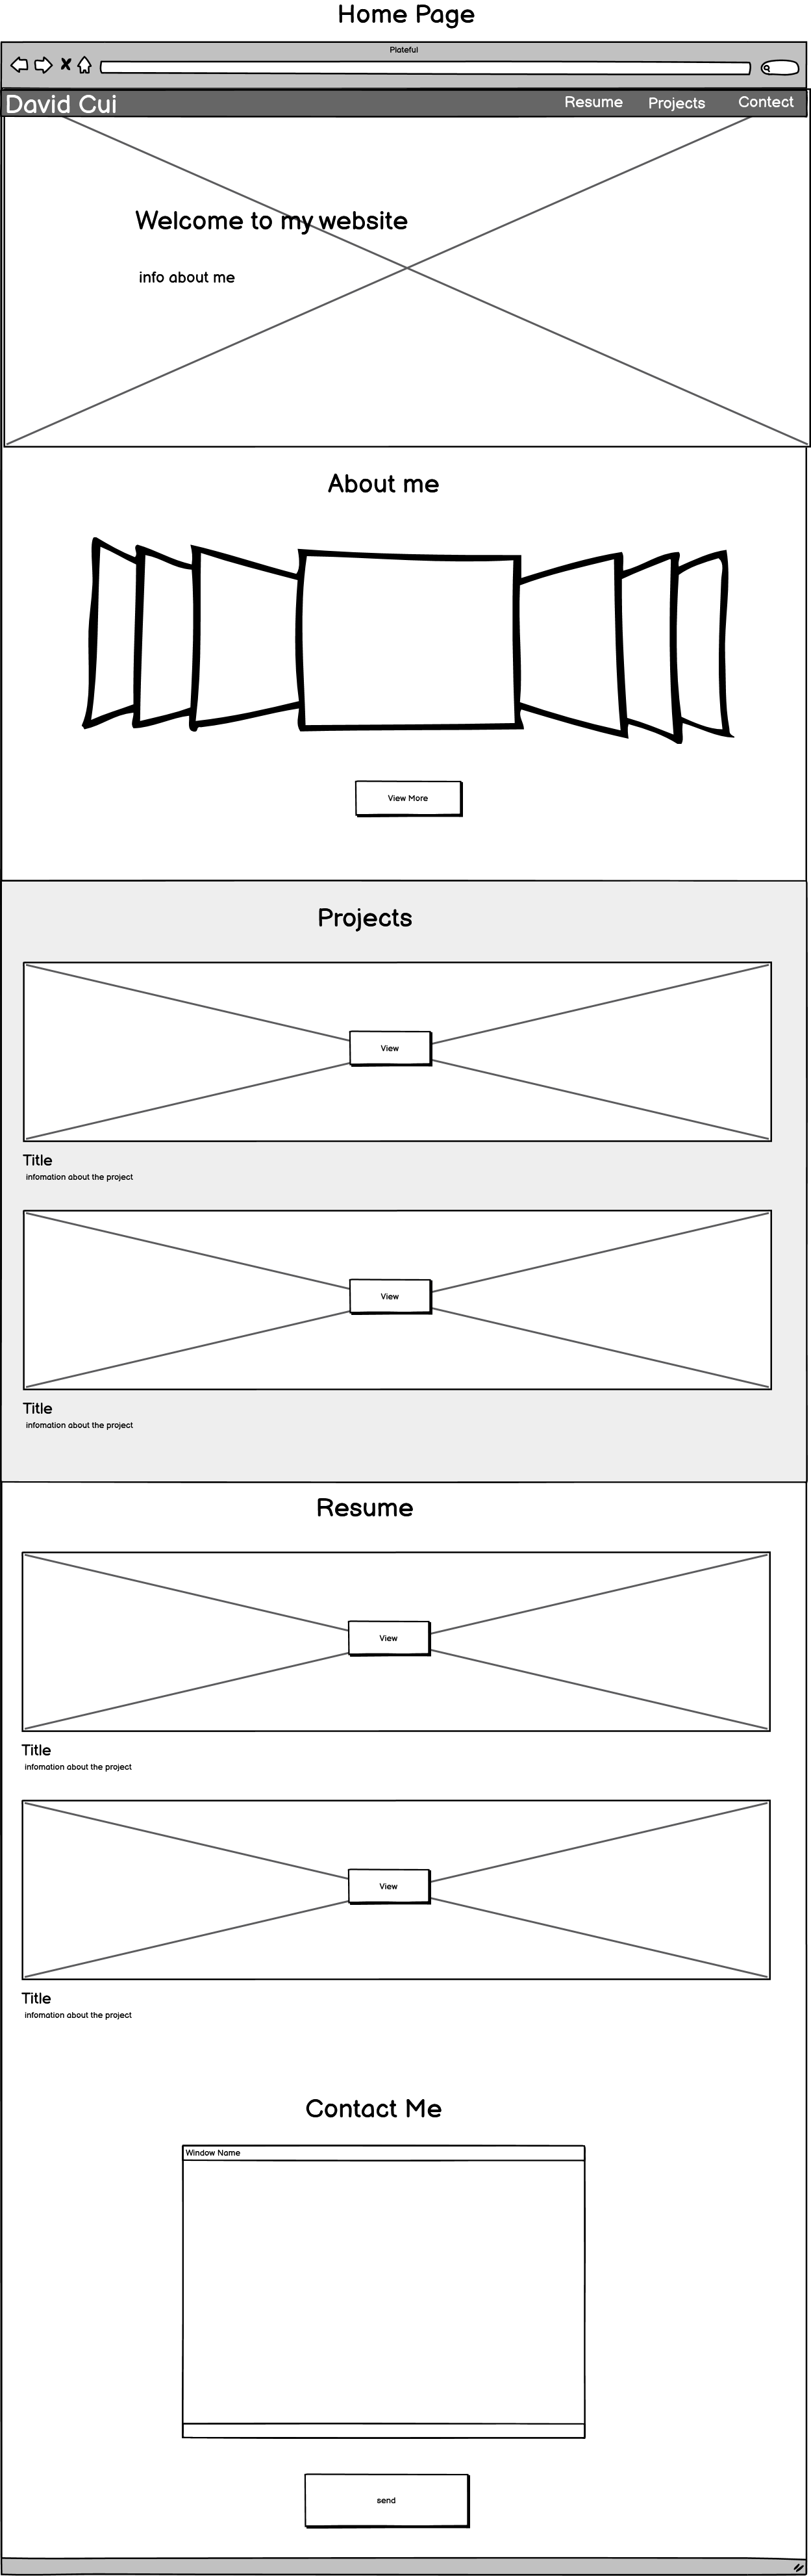 Home Page
Plateful
David Cui
Resume
Projects
Contect
Welcome to my website
info about me
About me
View More
Projects
View
Title
infomation about the project
View
Title
infomation about the project
Resume
View
Title
infomation about the project
View
Title
infomation about the project
Contact Me
Window Name
send